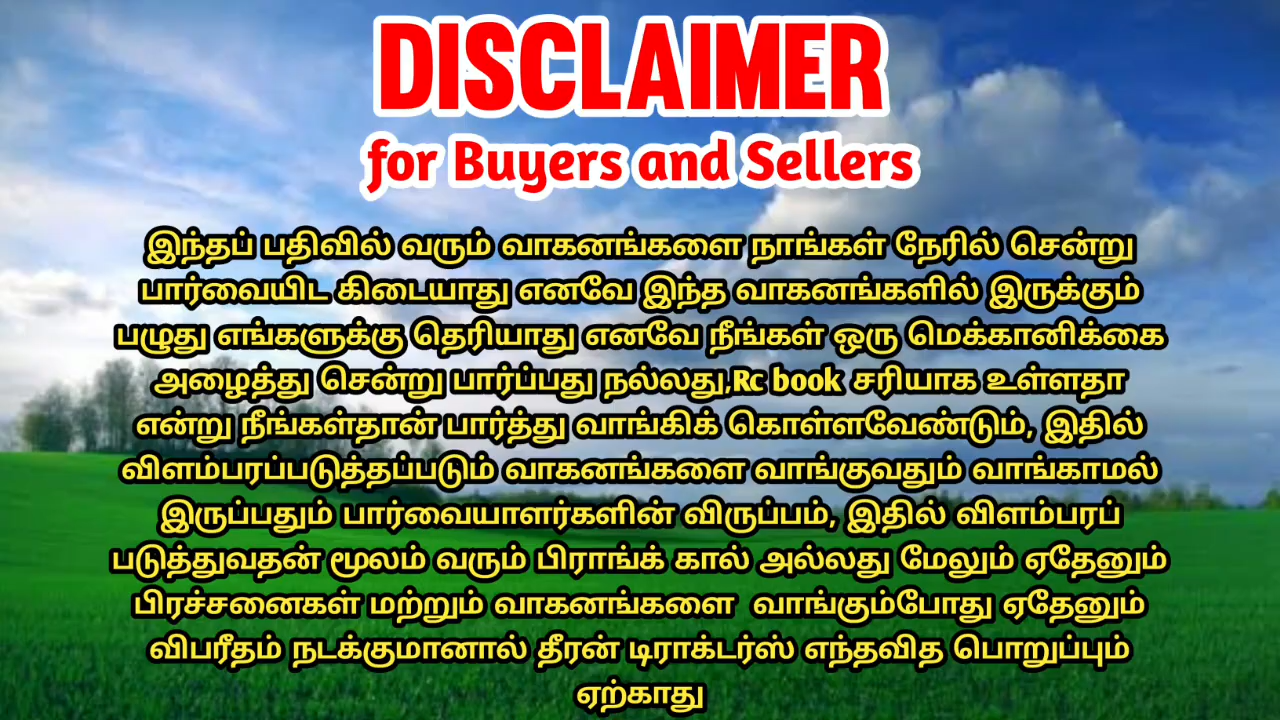 DISCLAIMER
for Buyers and Sellers
இந்தப் பதிவில் வரும் வாகனங்களை நாங்கள் நேரில் சென்று
பார்வையிட கிடையாது எனவே இந்த வாகனங்களில் இருக்கும்
பழுது எங்களுக்கு தெரியாது எனவே நீங்கள் ஒரு மெக்கானிக்கை
அழைத்து சென்று பார்ப்பது நல்லது,Rc book சரியாக உள்ளதா
என்று நீங்கள்தான் பார்த்து வாங்கிக் கொள்ளவேண்டும், இதில்
விளம்பரப்படுத்தப்படும் வாகனங்களை வாங்குவதும் வாங்காமல்
இருப்பதும் பார்வையாளர்களின் விருப்பம், இதில் விளம்பரப்
படுத்துவதன் மூலம் வரும் பிராங்க் கால் அல்லது மேலும் ஏதேனும்
பிரச்சனைகள் மற்றும் வாகனங்களை வாங்கும்போது ஏதேனும்
விபரீதம் நடக்குமானால் தீரன் டிராக்டர்ஸ் எந்தவித பொறுப்பும்
ஏற்காது